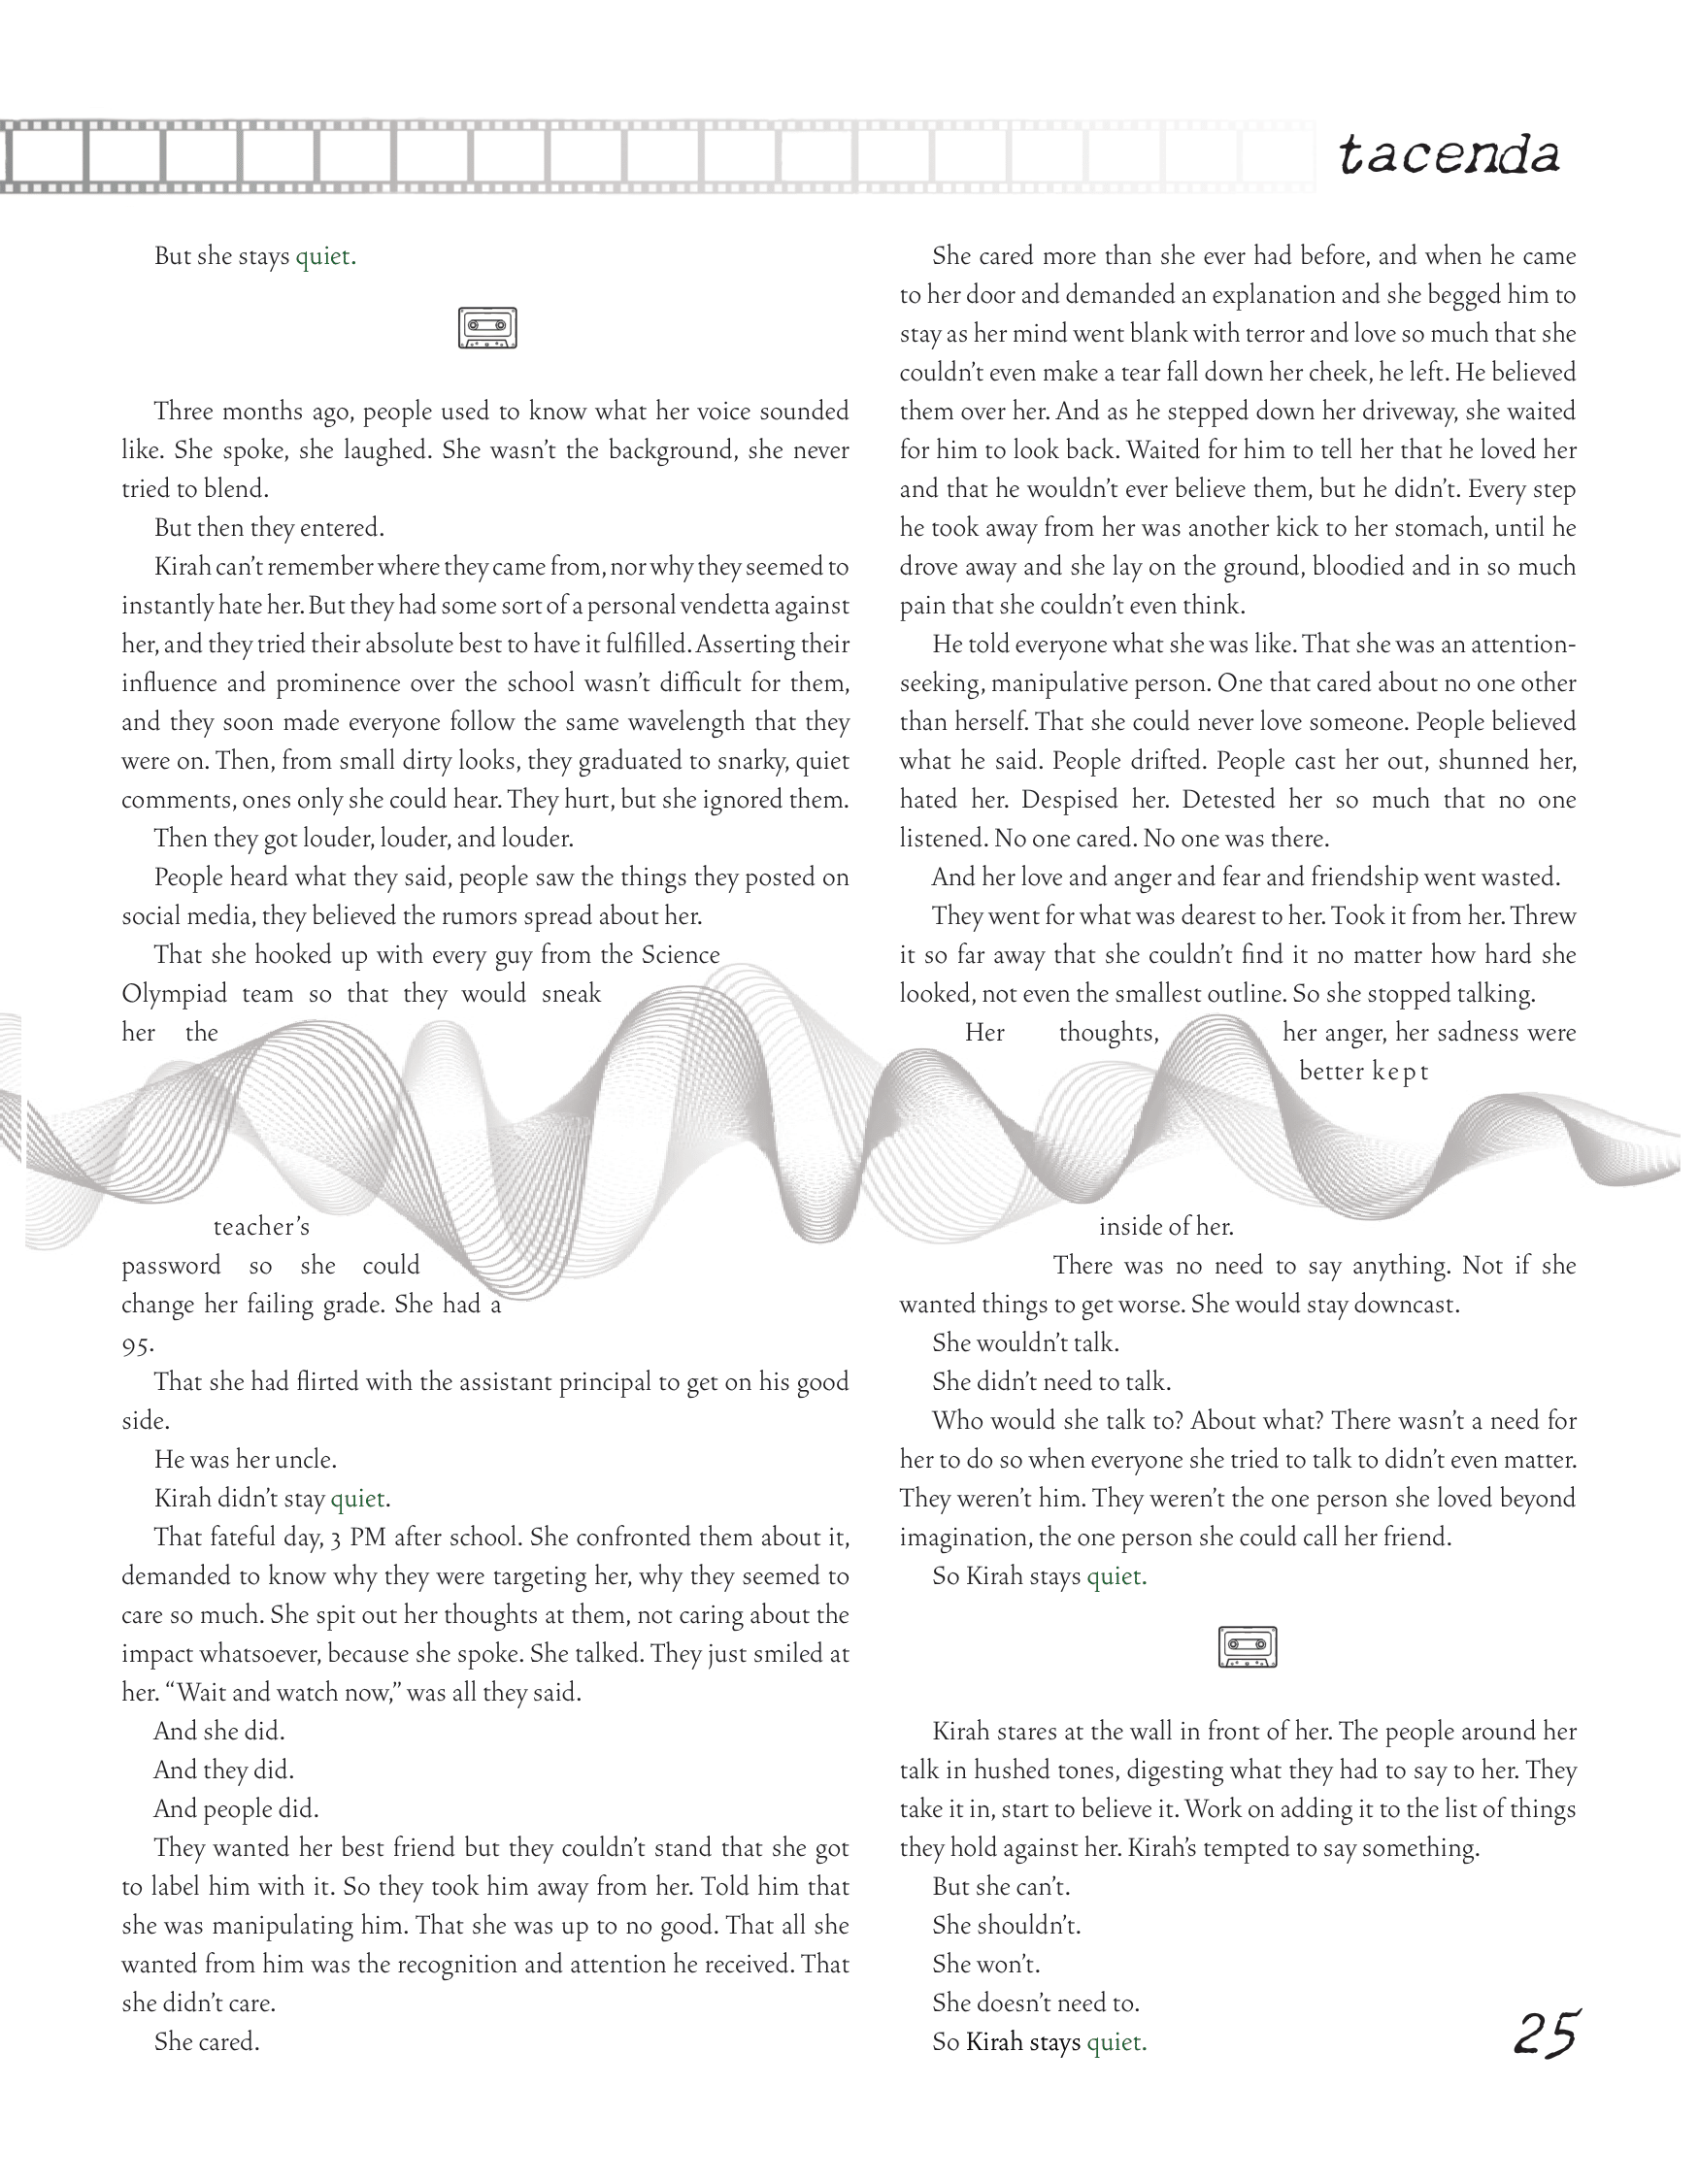 tacenda
But she stays quiet.
Three months ago, people used to know what her voice sounded
like. She spoke, she laughed. She wasn’t the background, she never
tried to blend.
But then they entered.
Kirah can’t remember where they came from, nor why they seemed to
instantly hate her. But they had some sort of a personal vendetta against
her, and they tried their absolute best to have it fulfilled. Asserting their
influence and prominence over the school wasn’t difficult for them,
and they soon made everyone follow the same wavelength that they
were on. Then, from small dirty looks, they graduated to snarky, quiet
comments, ones only she could hear. They hurt, but she ignored them.
Then they got louder, louder, and louder.
People heard what they said, people saw the things they posted on
social media, they believed the rumors spread about her.
That she hooked up with every guy from the Science
Olympiad team so that they would sneak
her the
teacher’s
password so she could
change her failing grade. She had a
95.
That she had flirted with the assistant principal to get on his good
side.
He was her uncle.
Kirah didn’t stay quiet.
That fateful day, 3 PM after school. She confronted them about it,
demanded to know why they were targeting her, why they seemed to
care so much. She spit out her thoughts at them, not caring about the
impact whatsoever, because she spoke. She talked. They just smiled at
her. “Wait and watch now,” was all they said.
And she did.
And they did.
And people did.
They wanted her best friend but they couldn’t stand that she got
to label him with it. So they took him away from her. Told him that
she was manipulating him. That she was up to no good. That all she
wanted from him was the recognition and attention he received. That
she didn’t care.
She cared.
She cared more than she ever had before, and when he came
to her door and demanded an explanation and she begged him to
stay as her mind went blank with terror and love so much that she
couldn’t even make a tear fall down her cheek, he left. He believed
them over her. And as he stepped down her driveway, she waited
for him to look back. Waited for him to tell her that he loved her
and that he wouldn’t ever believe them, but he didn’t. Every step
he took away from her was another kick to her stomach, until he
drove away and she lay on the ground, bloodied and in so much
pain that she couldn’t even think.
He told everyone what she was like. That she was an attention-
seeking, manipulative person. One that cared about no one other
than herself. That she could never love someone. People believed
what he said. People drifted. People cast her out, shunned her,
hated her. Despised her. Detested her so much that no one
listened. No one cared. No one was there.
And her love and anger and fear and friendship went wasted.
They went for what was dearest to her. Took it from her. Threw
it so far away that she couldn’t find it no matter how hard she
looked, not even the smallest outline. So she stopped talking.
Her thoughts, her anger, her sadness were
better kept
inside of her.
There was no need to say anything. Not if she
wanted things to get worse. She would stay downcast.
She wouldn’t talk.
She didn’t need to talk.
Who would she talk to? About what? There wasn’t a need for
her to do so when everyone she tried to talk to didn’t even matter.
They weren’t him. They weren’t the one person she loved beyond
imagination, the one person she could call her friend.
So Kirah stays quiet.
Kirah stares at the wall in front of her. The people around her
talk in hushed tones, digesting what they had to say to her. They
take it in, start to believe it. Work on adding it to the list of things
they hold against her. Kirah’s tempted to say something.
But she can’t.
She shouldn’t.
She won’t.
She doesn’t need to.
So Kirah stays quiet.
25